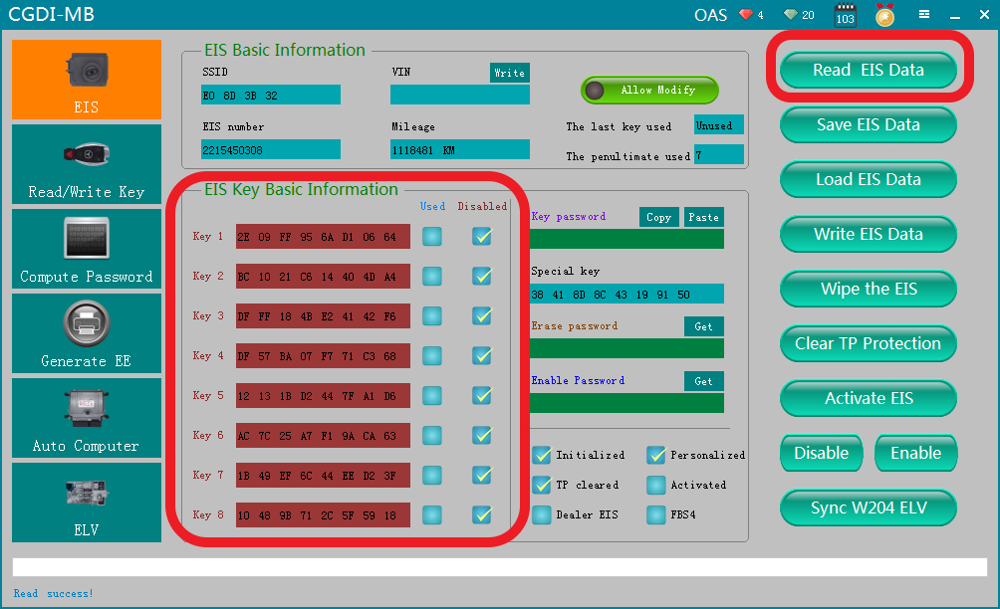 CGDI-MB
OAS 4 20 103
EIS
Read/Write Key
Compute Password
Generate EE
Auto Computer
ELV
EIS Basic Information
SSID
E0 8D 3B 32
VIN
Write
EIS number
2215450308
Mileage
1118481 KM
Allow Modify
The last key used
Unused
The penultimate used
7
EIS Key Basic Information
Used Disabled
Key 1 2E 09 FF 95 6A D1 06 64
Key 2 BC 10 21 C6 14 40 4D A4
Key 3 DF FF 18 4B E2 41 42 F6
Key 4 DF 57 BA 07 F7 71 C3 68
Key 5 12 13 1B D2 44 7F A1 D6
Key 6 AC 7C 25 A7 F1 9A CA 63
Key 7 1B 49 EF 6C 44 EE D2 3F
Key 8 10 48 9B 71 2C 5F 59 18
Key password
Copy
Paste
Special key
38 41 8D 8C 43 19 91 50
Erase password
Get
Enable Password
Get
Initialized
Personalized
TP cleared
Activated
Dealer EIS
FBS4
Read EIS Data
Save EIS Data
Load EIS Data
Write EIS Data
Wipe the EIS
Clear TP Protection
Activate EIS
Disable
Enable
Sync W204 ELV
Read success!